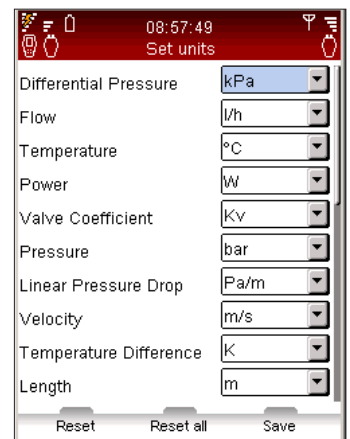 08:57:49
Set units
Differential Pressure kPa
Flow l/h
Temperature °C
Power W
Valve Coefficient Kv
Pressure bar
Linear Pressure Drop Pa/m
Velocity m/s
Temperature Difference K
Length m
Reset Reset all Save